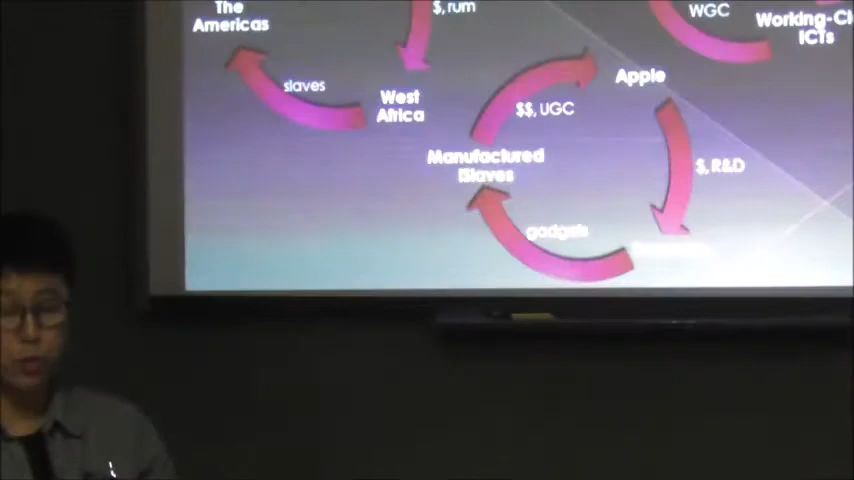 The
Americas
$, rum
WGC
Working-Cl
ICTs
slaves
West
Africa
Apple
$$, UGC
Manufactured
iSlaves
$, R&D
gadgets